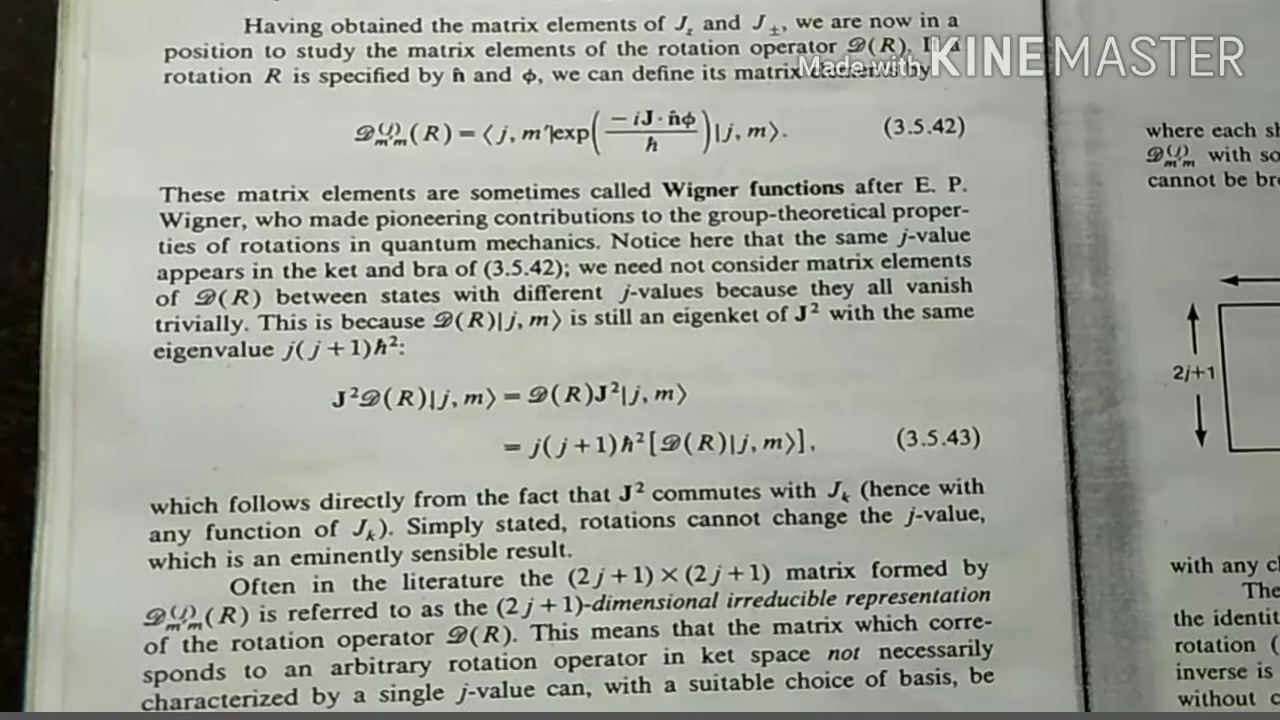 Having obtained the matrix elements of J_z and J_±, we are now in a
position to study the matrix elements of the rotation operator 𝒟(R). If a
rotation R is specified by n̂ and ϕ, we can define its matrix by
Made with KINEMASTER
𝒟^(j)_m′m(R) = ⟨j, m′|exp(−iJ·n̂ϕ/ħ)|j, m⟩. (3.5.42)
These matrix elements are sometimes called Wigner functions after E. P.
Wigner, who made pioneering contributions to the group-theoretical proper-
ties of rotations in quantum mechanics. Notice here that the same j-value
appears in the ket and bra of (3.5.42); we need not consider matrix elements
of 𝒟(R) between states with different j-values because they all vanish
trivially. This is because 𝒟(R)|j, m⟩ is still an eigenket of J² with the same
eigenvalue j(j+1)ħ²:
J²𝒟(R)|j, m⟩ = 𝒟(R)J²|j, m⟩
= j(j+1)ħ²[𝒟(R)|j, m⟩], (3.5.43)
which follows directly from the fact that J² commutes with J_k (hence with
any function of J_k). Simply stated, rotations cannot change the j-value,
which is an eminently sensible result.
Often in the literature the (2j+1)×(2j+1) matrix formed by
𝒟^(j)_m′m(R) is referred to as the (2j+1)-dimensional irreducible representation
of the rotation operator 𝒟(R). This means that the matrix which corre-
sponds to an arbitrary rotation operator in ket space not necessarily
characterized by a single j-value can, with a suitable choice of basis, be
where each
𝒟^(j)_m′m with
cannot be
2j+1
with any
The
the
rotation (
inverse is
without